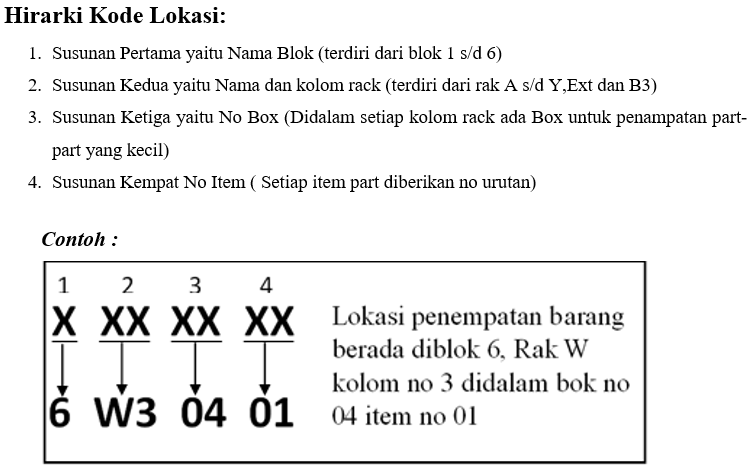 Hirarki Kode Lokasi:
1. Susunan Pertama yaitu Nama Blok (terdiri dari blok 1 s/d 6)
2. Susunan Kedua yaitu Nama dan kolom rack (terdiri dari rak A s/d Y,Ext dan B3)
3. Susunan Ketiga yaitu No Box (Didalam setiap kolom rack ada Box untuk penampatan part-
part yang kecil)
4. Susunan Kempat No Item ( Setiap item part diberikan no urutan)
Contoh :
1 2 3 4
X XX XX XX
6 W3 04 01
Lokasi penempatan barang
berada diblok 6, Rak W
kolom no 3 didalam bok no
04 item no 01